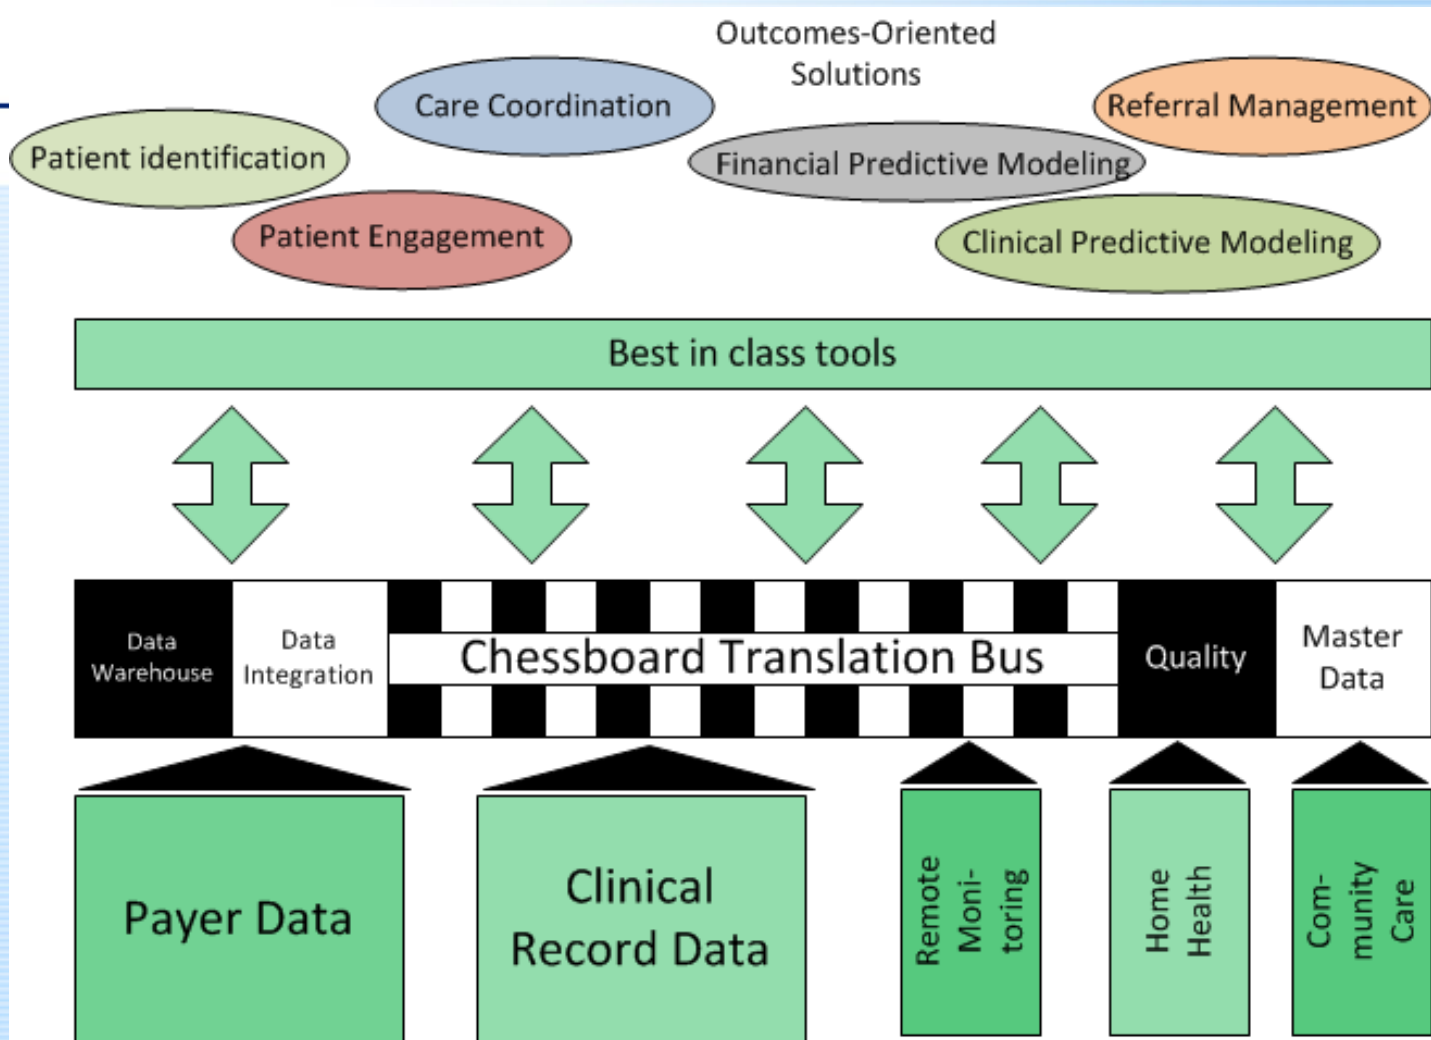 Outcomes-Oriented
Solutions
Care Coordination
Referral Management
Patient identification
Financial Predictive Modeling
Patient Engagement
Clinical Predictive Modeling
Best in class tools
Data
Warehouse
Data
Integration
Chessboard Translation Bus
Quality
Master
Data
Payer Data
Clinical
Record Data
Remote
Moni-
toring
Home
Health
Com-
munity
Care